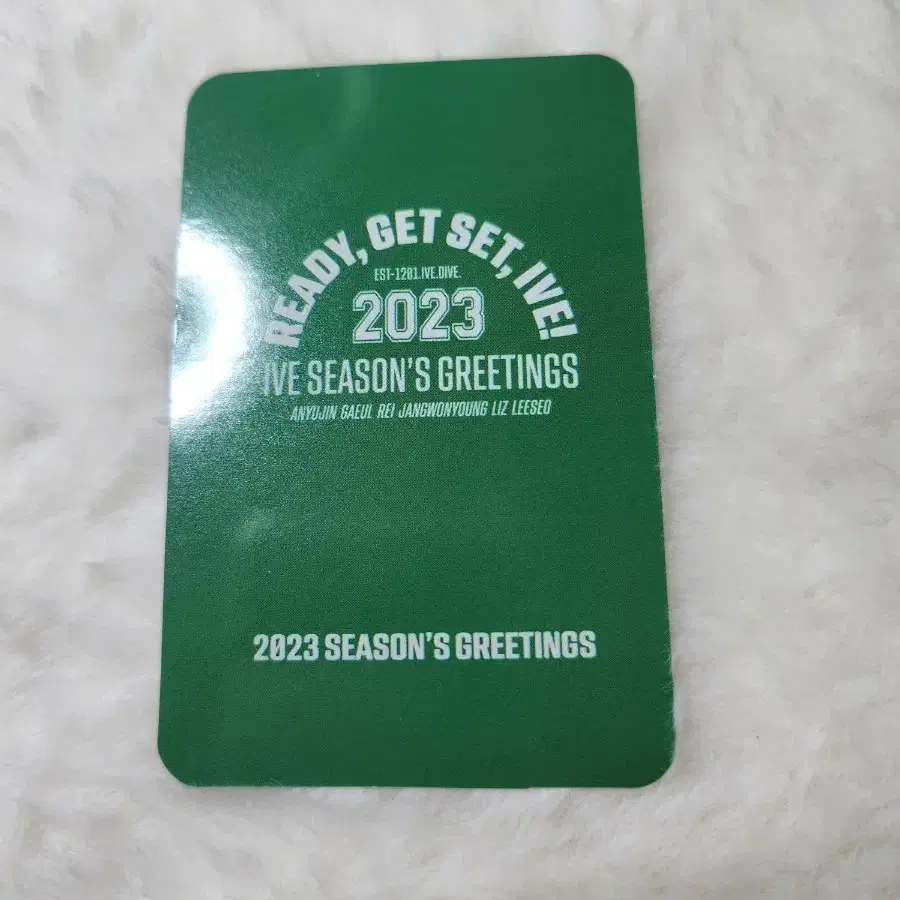 READY, GET SET, IVE!
EST-1201.IVE.DIVE.
2023
IVE SEASON'S GREETINGS
ANYUJIN GAEUL REI JANGWONYOUNG LIZ LEESEO
2023 SEASON'S GREETINGS